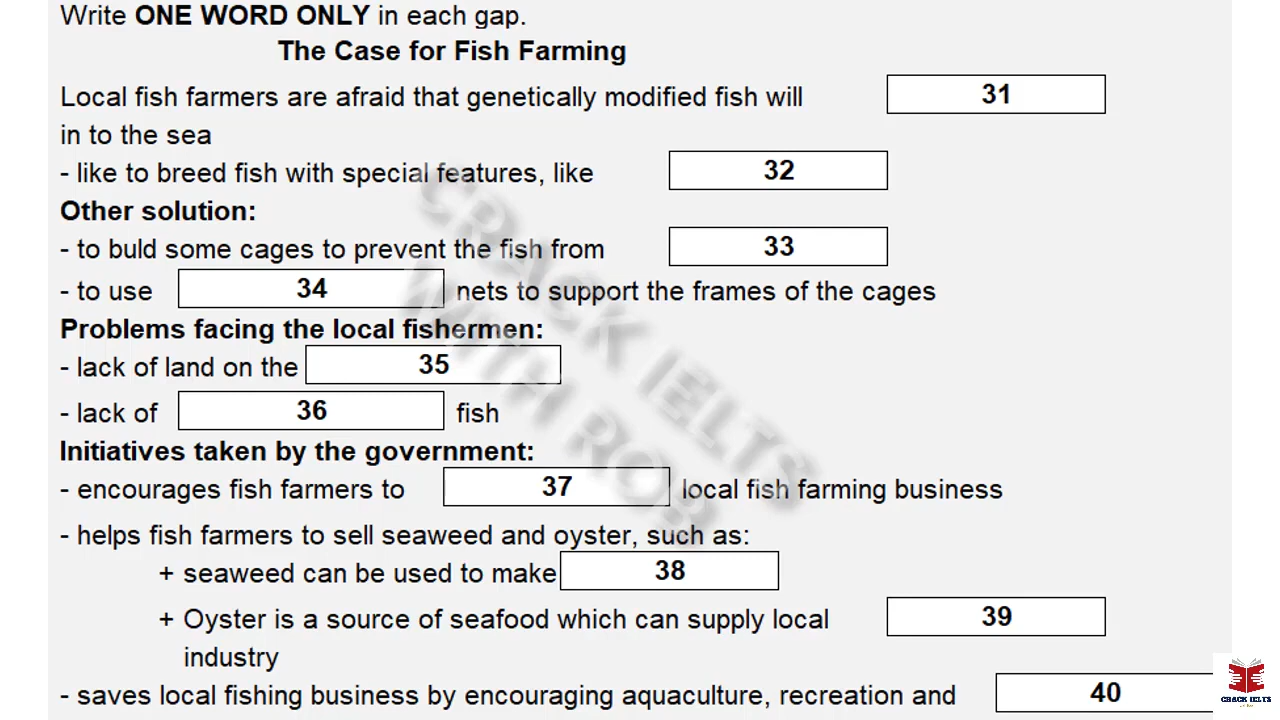 Write ONE WORD ONLY in each gap.
The Case for Fish Farming
Local fish farmers are afraid that genetically modified fish will 31
in to the sea
- like to breed fish with special features, like 32
Other solution:
- to buld some cages to prevent the fish from 33
- to use 34 nets to support the frames of the cages
Problems facing the local fishermen:
- lack of land on the 35
- lack of 36 fish
Initiatives taken by the government:
- encourages fish farmers to 37 local fish farming business
- helps fish farmers to sell seaweed and oyster, such as:
+ seaweed can be used to make 38
+ Oyster is a source of seafood which can supply local 39
industry
- saves local fishing business by encouraging aquaculture, recreation and 40
CRACK IELTS
WITH ROB
CRACK IELTS